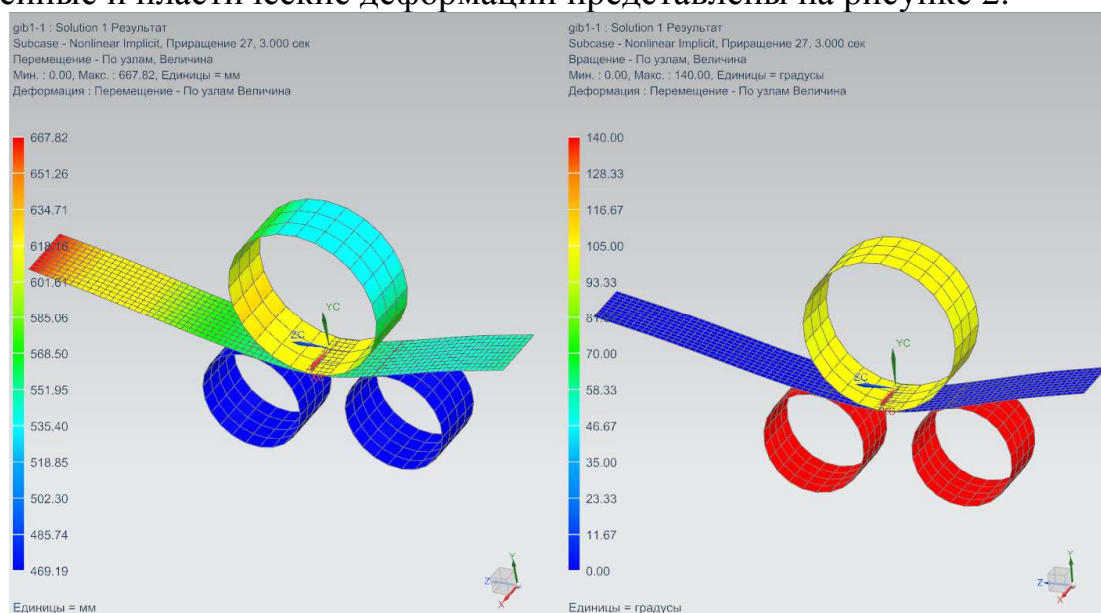 енные и пластические деформации представлены на рисунке 2.
gib1-1 : Solution 1 Результат
Subcase - Nonlinear Implicit, Приращение 27, 3.000 сек
Перемещение - По узлам, Величина
Мин. : 0.00, Макс. : 667.82, Единицы = мм
Деформация : Перемещение - По узлам Величина
667.82
651.26
634.71
618.16
601.61
585.06
568.50
551.95
535.40
518.85
502.30
485.74
469.19
YC
ZC
Y
Z
X
Единицы = мм
gib1-1 : Solution 1 Результат
Subcase - Nonlinear Implicit, Приращение 27, 3.000 сек
Вращение - По узлам, Величина
Мин. : 0.00, Макс. : 140.00, Единицы = градусы
Деформация : Перемещение - По узлам Величина
140.00
128.33
116.67
105.00
93.33
70.00
58.33
46.67
35.00
23.33
11.67
0.00
YC
ZC
Y
Z
X
Единицы = градусы